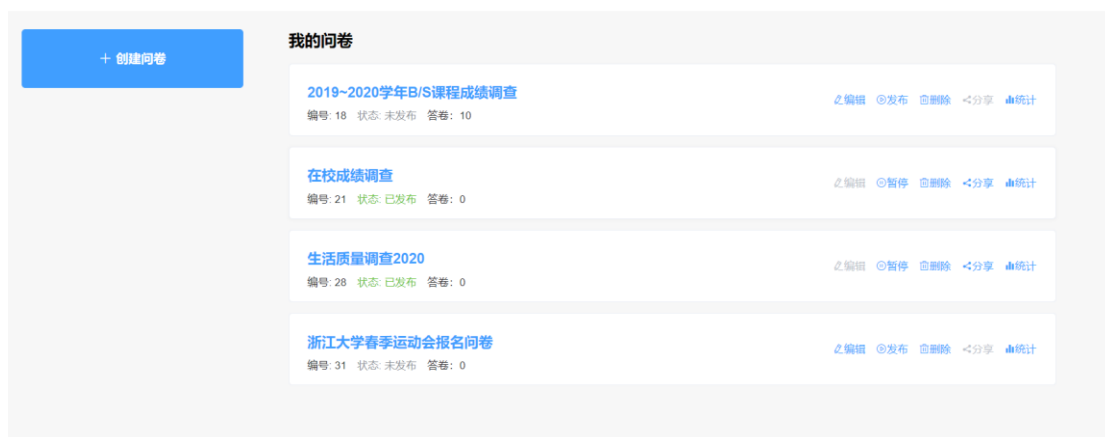 + 创建问卷
我的问卷
2019~2020学年B/S课程成绩调查
编号: 18 状态: 未发布 答卷: 10
编辑 发布 删除 分享 统计
在校成绩调查
编号: 21 状态: 已发布 答卷: 0
编辑 暂停 删除 分享 统计
生活质量调查2020
编号: 28 状态: 已发布 答卷: 0
编辑 暂停 删除 分享 统计
浙江大学春季运动会报名问卷
编号: 31 状态: 未发布 答卷: 0
编辑 发布 删除 分享 统计